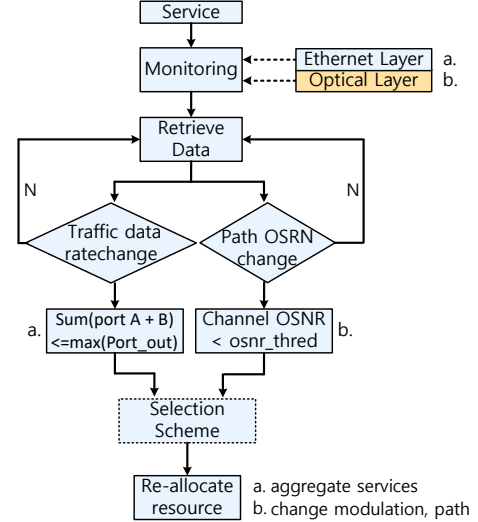 Service
Monitoring
Ethernet Layer a.
Optical Layer b.
Retrieve
Data
N
N
Traffic data
ratechange
Path OSRN
change
a.
Sum(port A + B)
<=max(Port_out)
Channel OSNR
< osnr_thred
b.
Selection
Scheme
Re-allocate
resource
a. aggregate services
b. change modulation, path